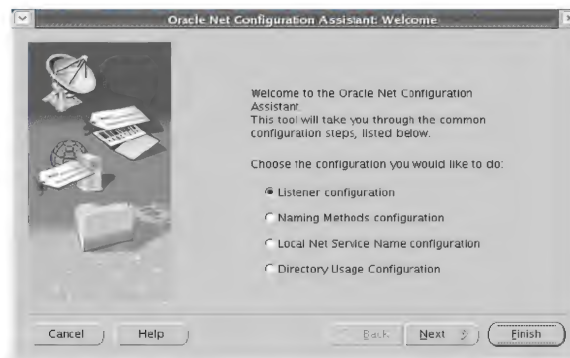 Oracle Net Configuration Assistant: Welcome
Welcome to the Oracle Net Configuration
Assistant.
This tool will take you through the common
configuration steps, listed below.
Choose the configuration you would like to do:
Listener configuration
Naming Methods configuration
Local Net Service Name configuration
Directory Usage Configuration
Cancel
Help
Back
Next
Finish